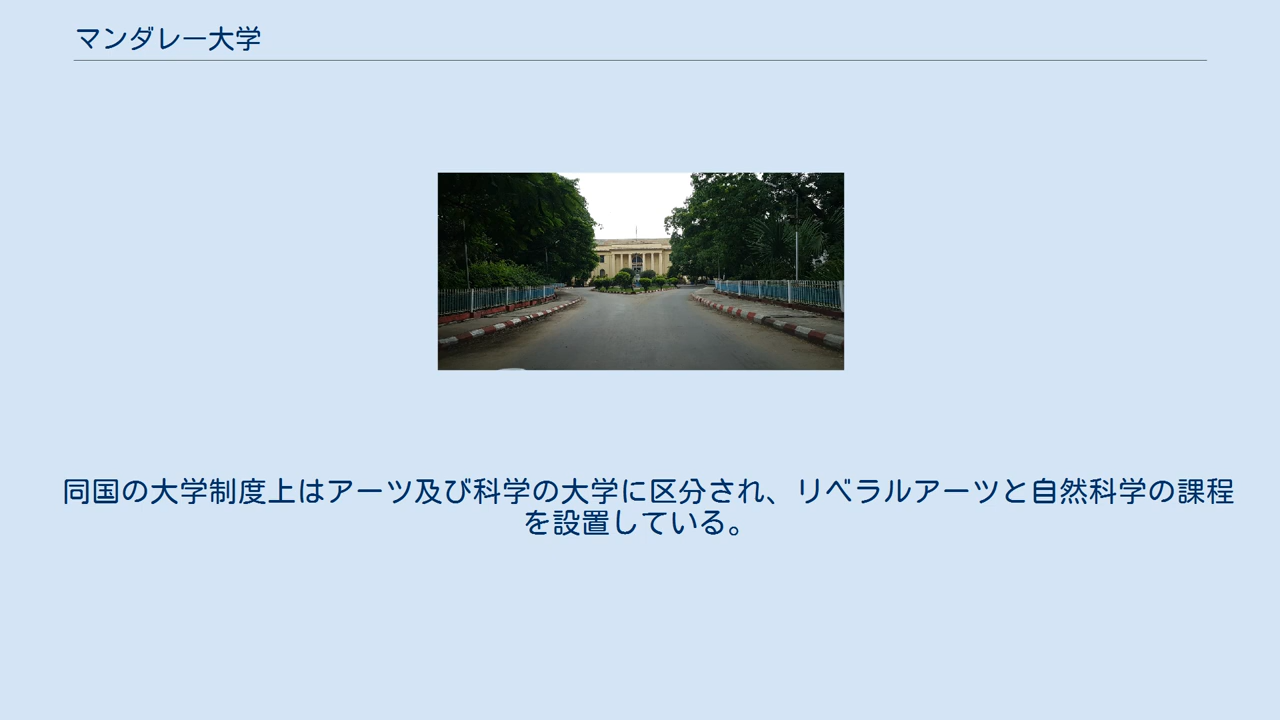 マンダレー大学
同国の大学制度上はアーツ及び科学の大学に区分され、リベラルアーツと自然科学の課程
を設置している。